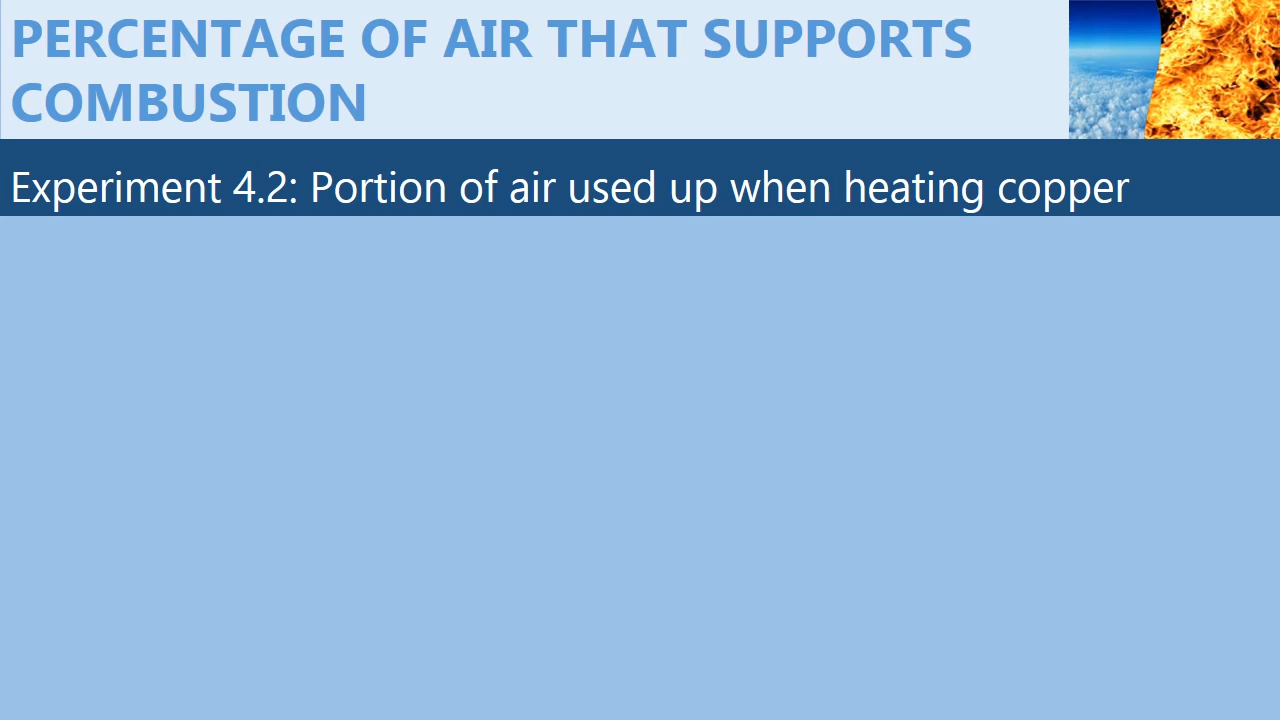 PERCENTAGE OF AIR THAT SUPPORTS
COMBUSTION
Experiment 4.2: Portion of air used up when heating copper